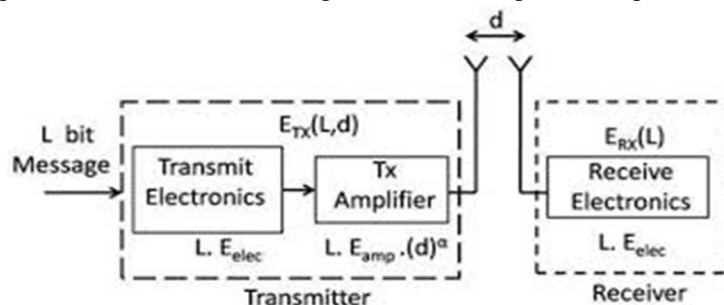 d
E_TX(L,d)
L bit
Message
Transmit
Electronics
Tx
Amplifier
L. E_elec
L. E_amp .(d)^α
Transmitter
E_RX(L)
Receive
Electronics
L. E_elec
Receiver